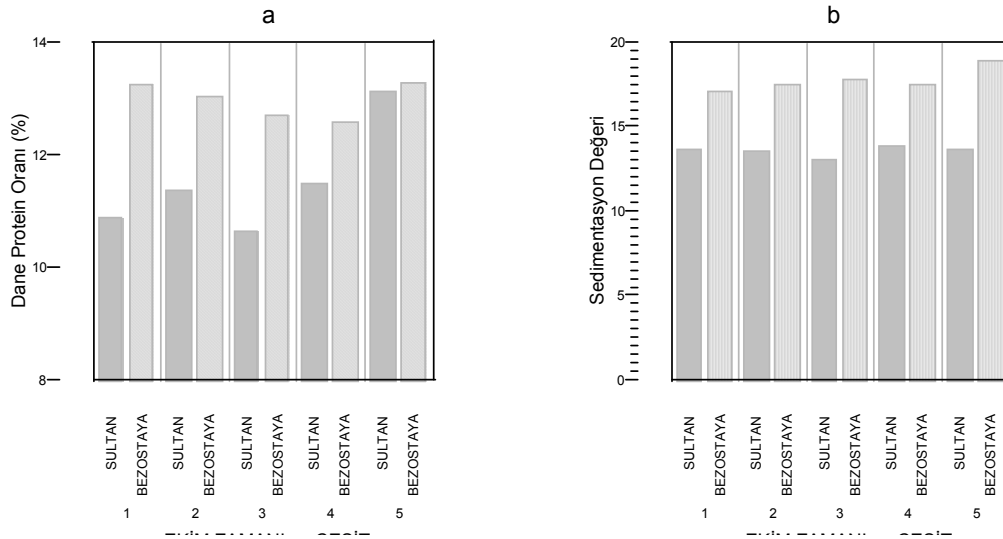 a
14
12
10
8
Dane Protein Oranı (%)
SULTAN
BEZOSTAYA
SULTAN
BEZOSTAYA
SULTAN
BEZOSTAYA
SULTAN
BEZOSTAYA
SULTAN
BEZOSTAYA
1 2 3 4 5
b
20
15
10
5
0
Sedimentasyon Değeri
SULTAN
BEZOSTAYA
SULTAN
BEZOSTAYA
SULTAN
BEZOSTAYA
SULTAN
BEZOSTAYA
SULTAN
BEZOSTAYA
1 2 3 4 5